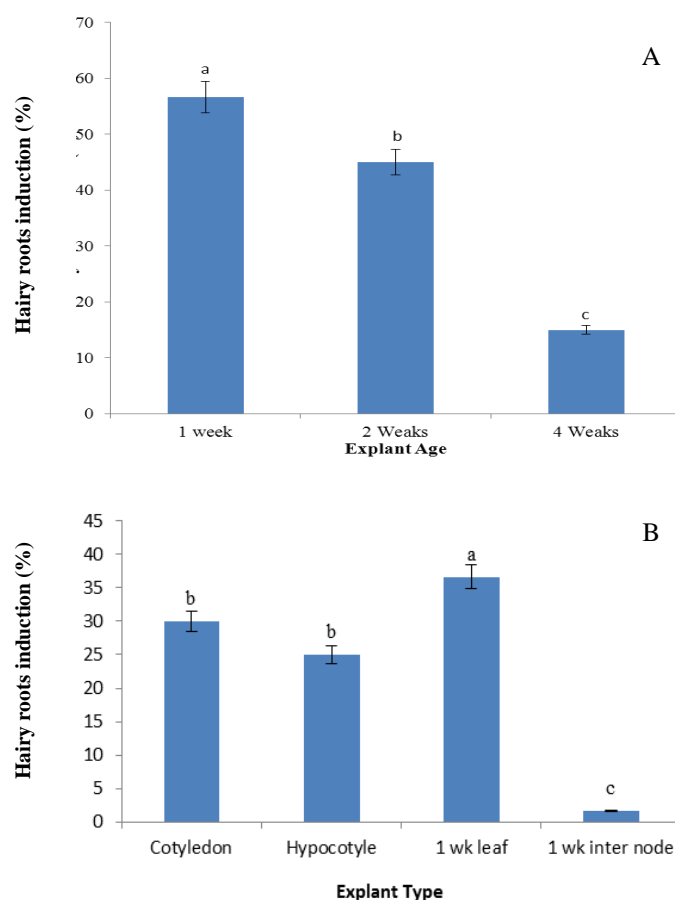 A
Hairy roots induction (%)
70
60
50
40
30
20
10
0
a
b
c
1 week 2 Weaks 4 Weaks
Explant Age
B
Hairy roots induction (%)
45
40
35
30
25
20
15
10
5
0
b
b
a
c
Cotyledon Hypocotyle 1 wk leaf 1 wk inter node
Explant Type